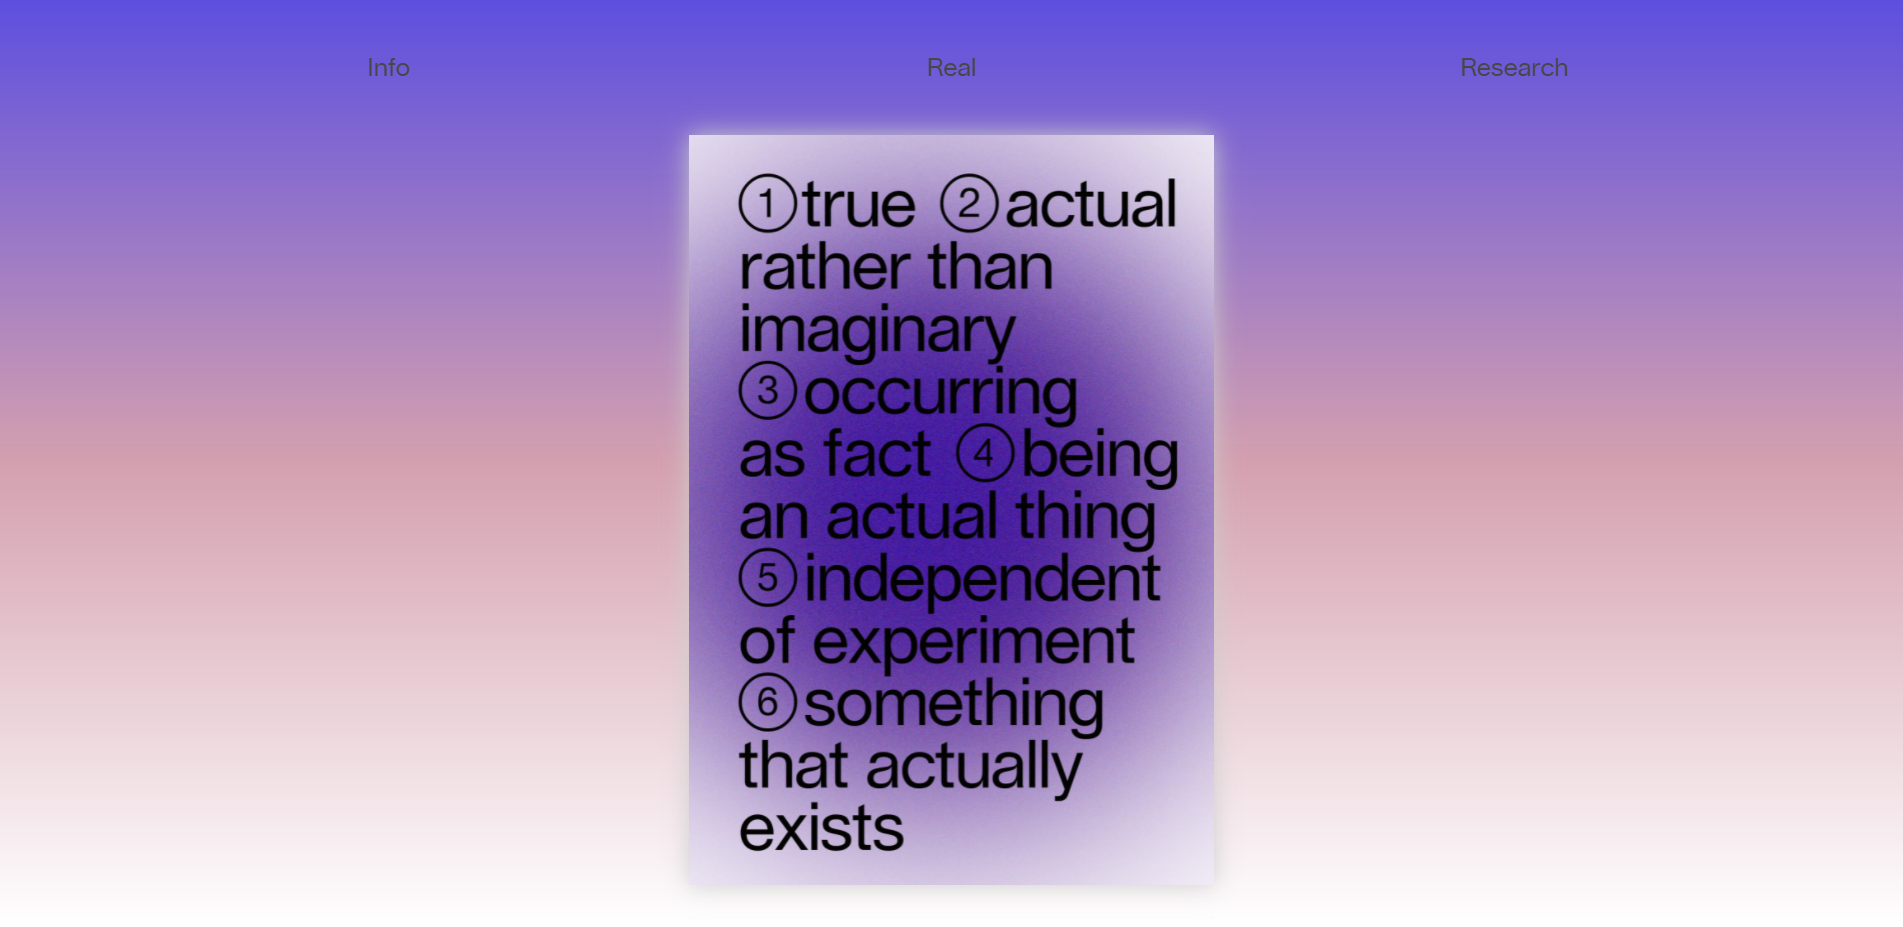 Info
Real
Research
①true ②actual
rather than
imaginary
③occurring
as fact ④being
an actual thing
⑤independent
of experiment
⑥something
that actually
exists